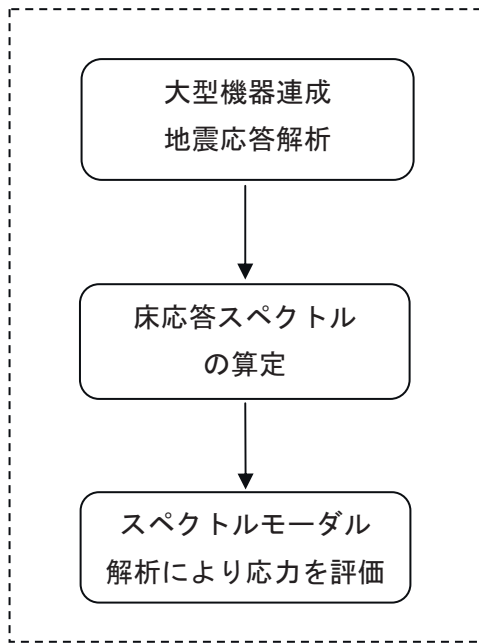 大型機器連成
地震応答解析
床応答スペクトル
の算定
スペクトルモーダル
解析により応力を評価